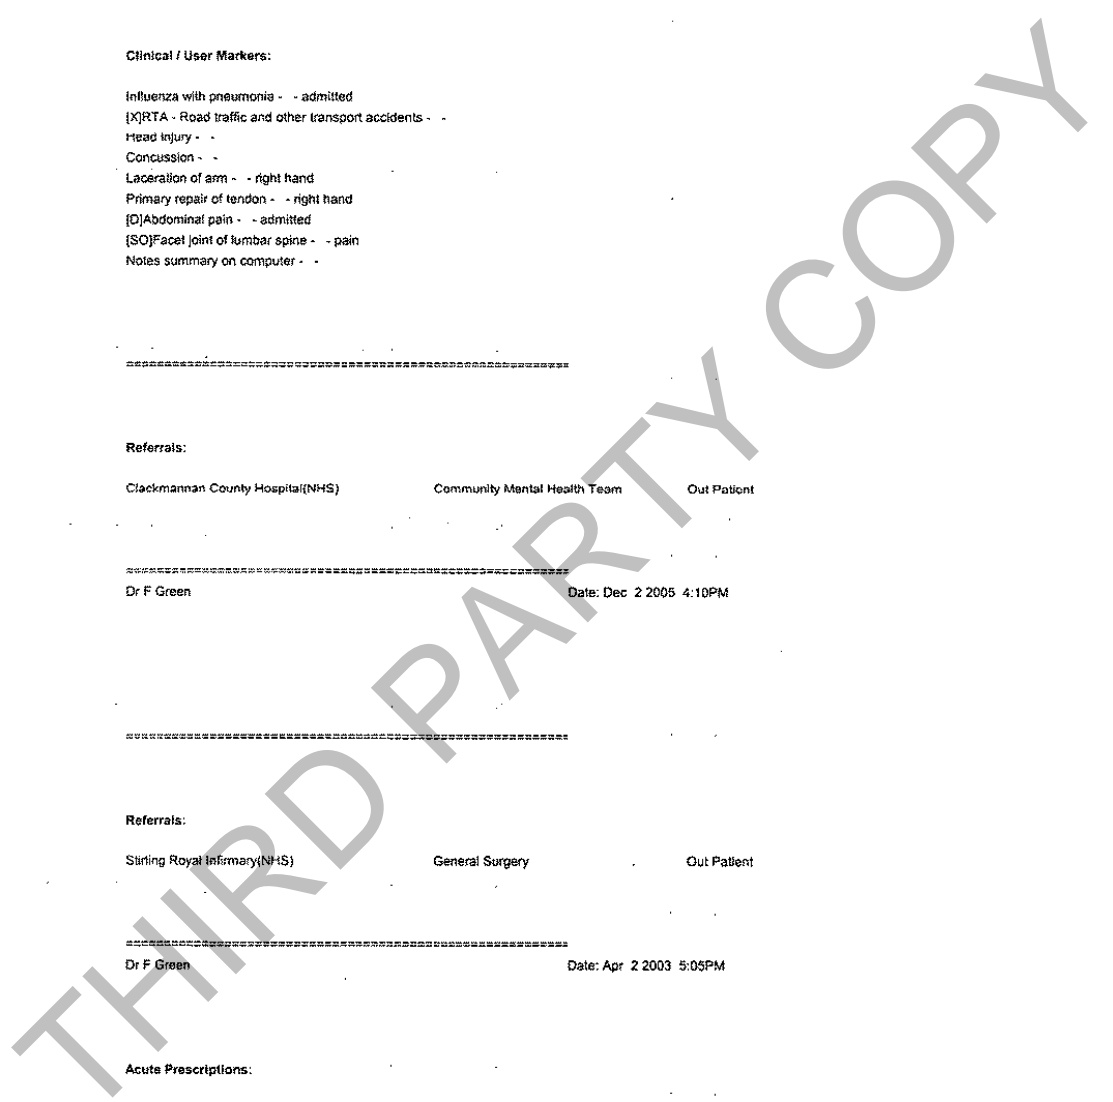 Clinical / User Markers:
Influenza with pneumonia - - admitted
[X]RTA - Road traffic and other transport accidents - -
Head injury - -
Concussion - -
Laceration of arm - - right hand
Primary repair of tendon - - right hand
[D]Abdominal pain - - admitted
[SO]Facet joint of lumbar spine - - pain
Notes summary on computer - -
==========================================================
Referrals:
Clackmannan County Hospital(NHS) Community Mental Health Team Out Patient
==========================================================
Dr F Green Date: Dec 2 2005 4:10PM
==========================================================
Referrals:
Stirling Royal Infirmary(NHS) General Surgery Out Patient
==========================================================
Dr F Green Date: Apr 2 2003 5:05PM
Acute Prescriptions:
THIRD PARTY COPY